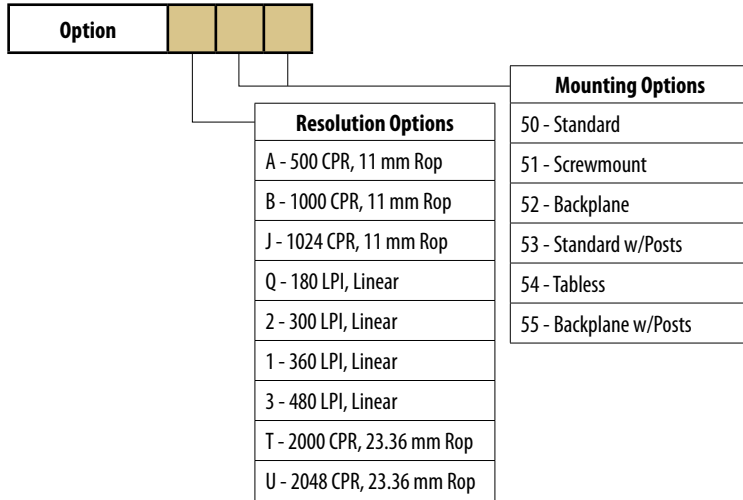 Option
Mounting Options
50 - Standard
51 - Screwmount
52 - Backplane
53 - Standard w/Posts
54 - Tabless
55 - Backplane w/Posts
Resolution Options
A - 500 CPR, 11 mm Rop
B - 1000 CPR, 11 mm Rop
J - 1024 CPR, 11 mm Rop
Q - 180 LPI, Linear
2 - 300 LPI, Linear
1 - 360 LPI, Linear
3 - 480 LPI, Linear
T - 2000 CPR, 23.36 mm Rop
U - 2048 CPR, 23.36 mm Rop